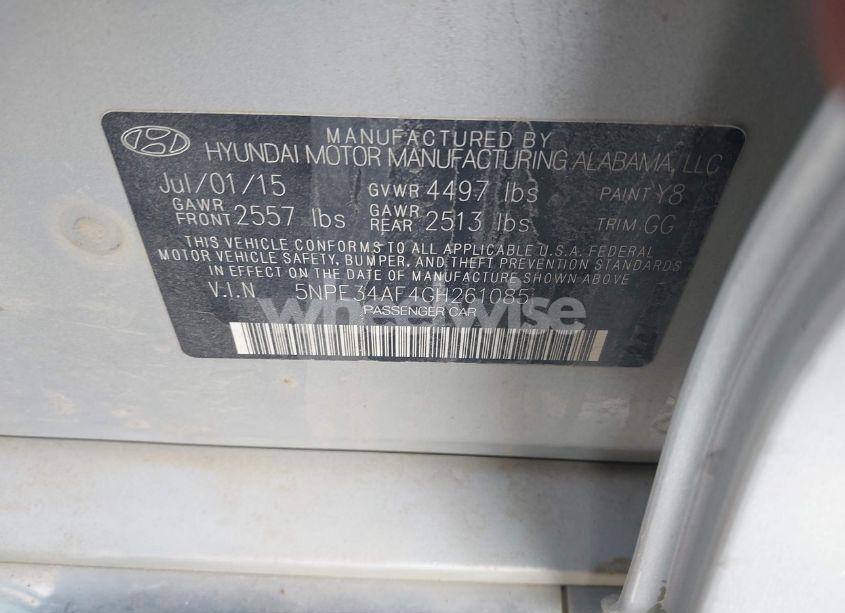 MANUFACTURED BY
HYUNDAI MOTOR MANUFACTURING ALABAMA, LLC
Jul/01/15 GVWR 4497 lbs PAINT Y8
GAWR FRONT 2557 lbs GAWR REAR 2513 lbs TRIM GG
THIS VEHICLE CONFORMS TO ALL APPLICABLE U.S.A. FEDERAL
MOTOR VEHICLE SAFETY, BUMPER, AND THEFT PREVENTION STANDARDS
IN EFFECT ON THE DATE OF MANUFACTURE SHOWN ABOVE
V.I.N 5NPE34AF4GH261085
wheelwise
PASSENGER CAR